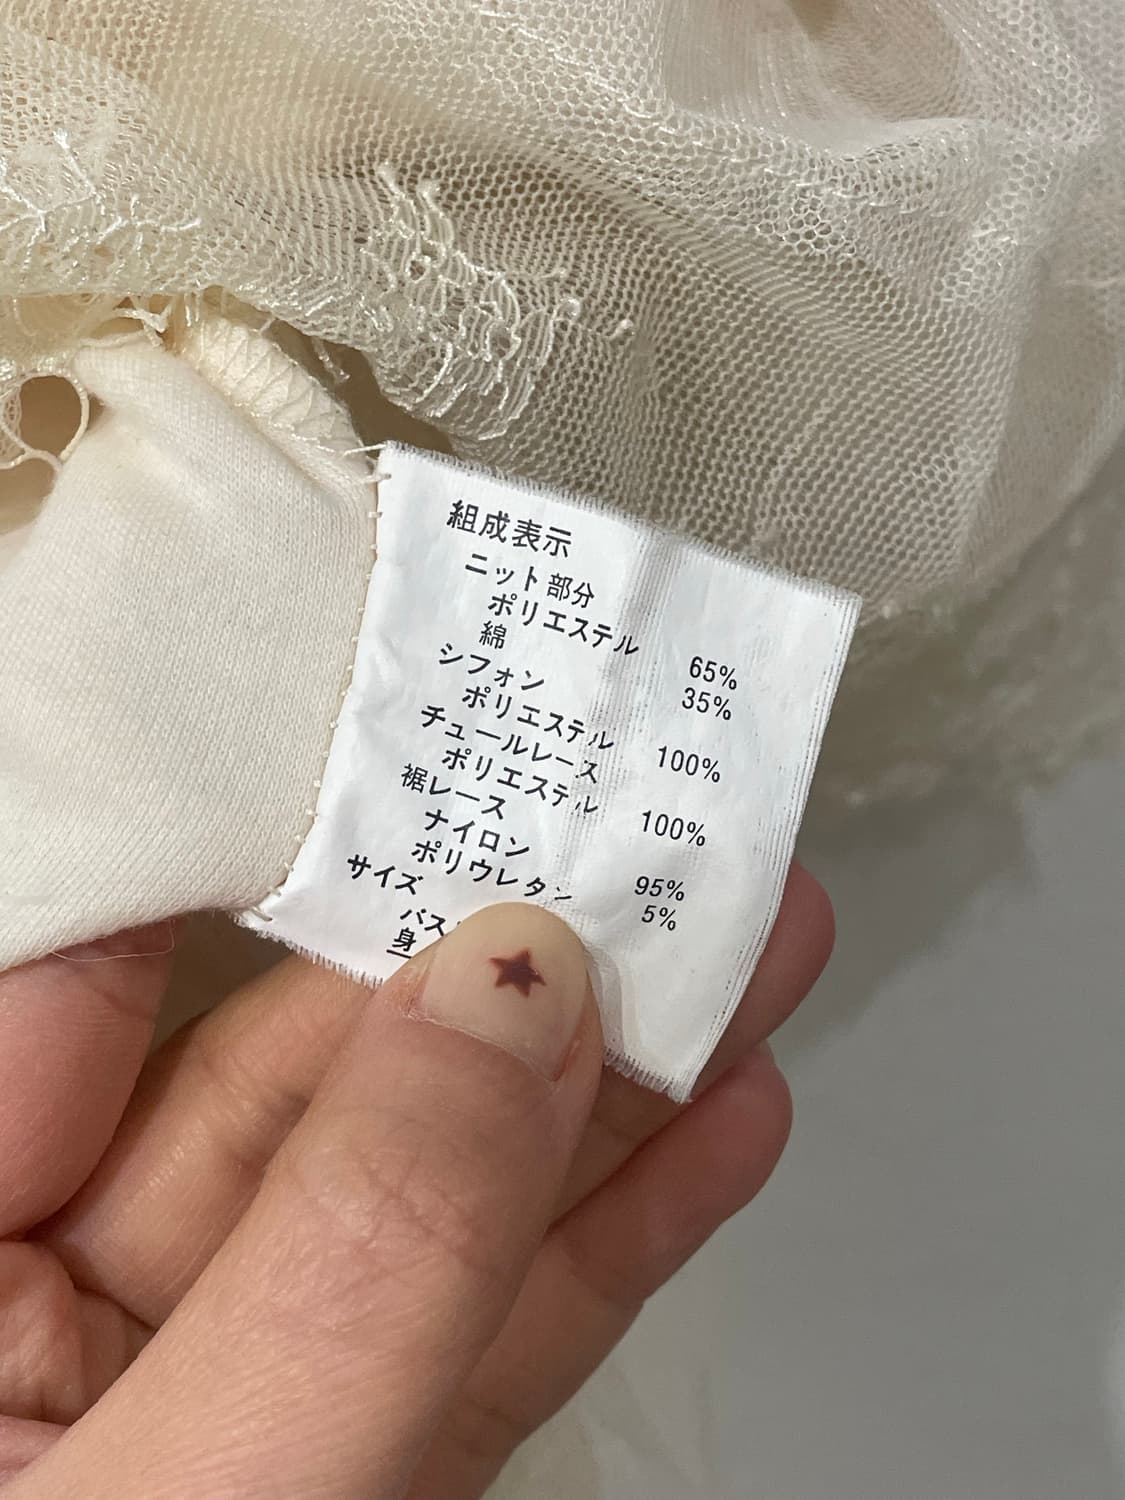 組成表示
ニット部分
ポリエステル 65%
綿 35%
シフォン
ポリエステル 100%
チュールレース
ポリエステル 100%
裾レース
ナイロン 95%
ポリウレタン 5%
サイズ
バス
身